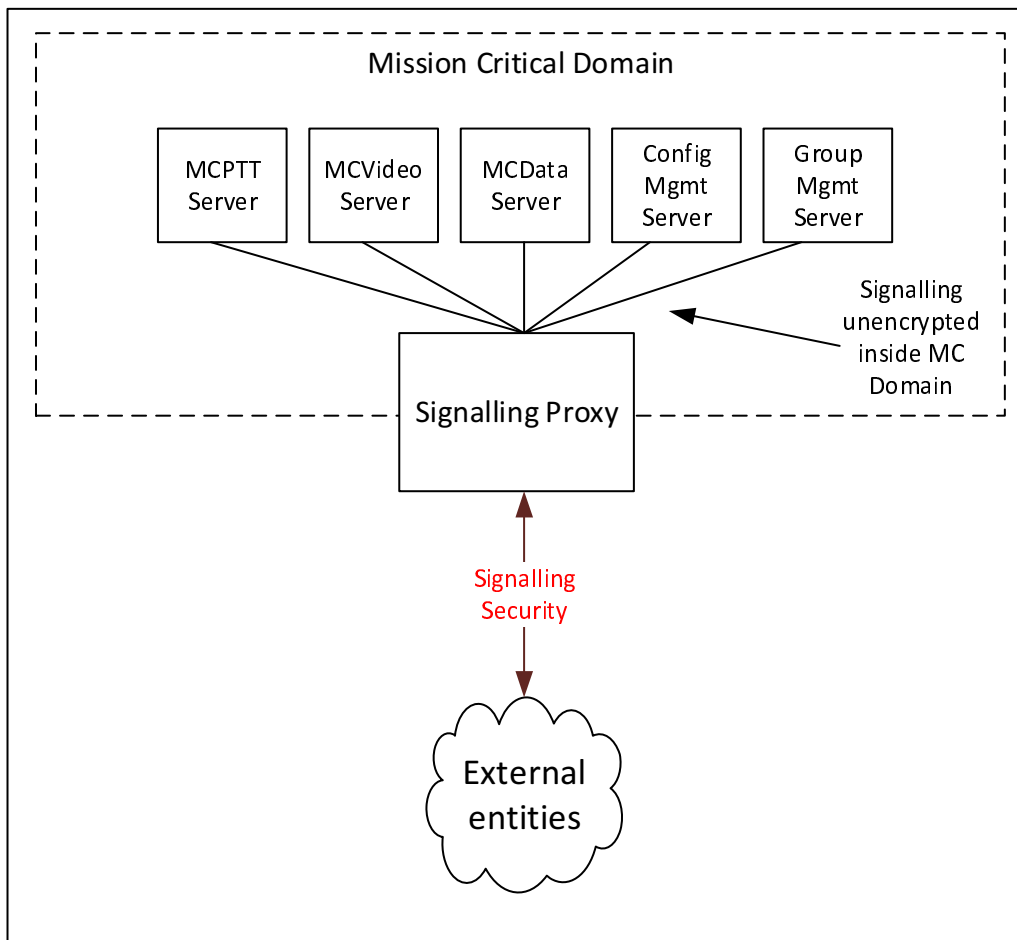 Mission Critical Domain
MCPTT
Server
MCVideo
Server
MCData
Server
Config
Mgmt
Server
Group
Mgmt
Server
Signalling
unencrypted
inside MC
Domain
Signalling Proxy
Signalling
Security
External
entities